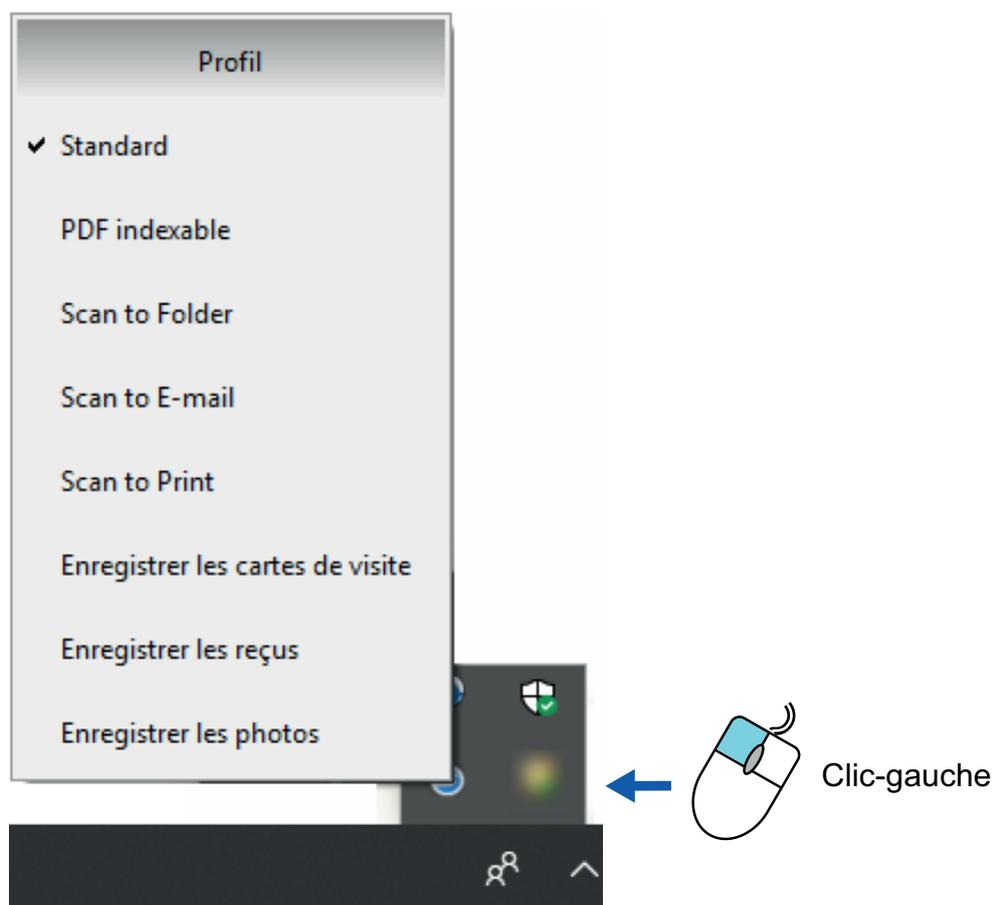 Profil
Standard
PDF indexable
Scan to Folder
Scan to E-mail
Scan to Print
Enregistrer les cartes de visite
Enregistrer les reçus
Enregistrer les photos
Clic-gauche